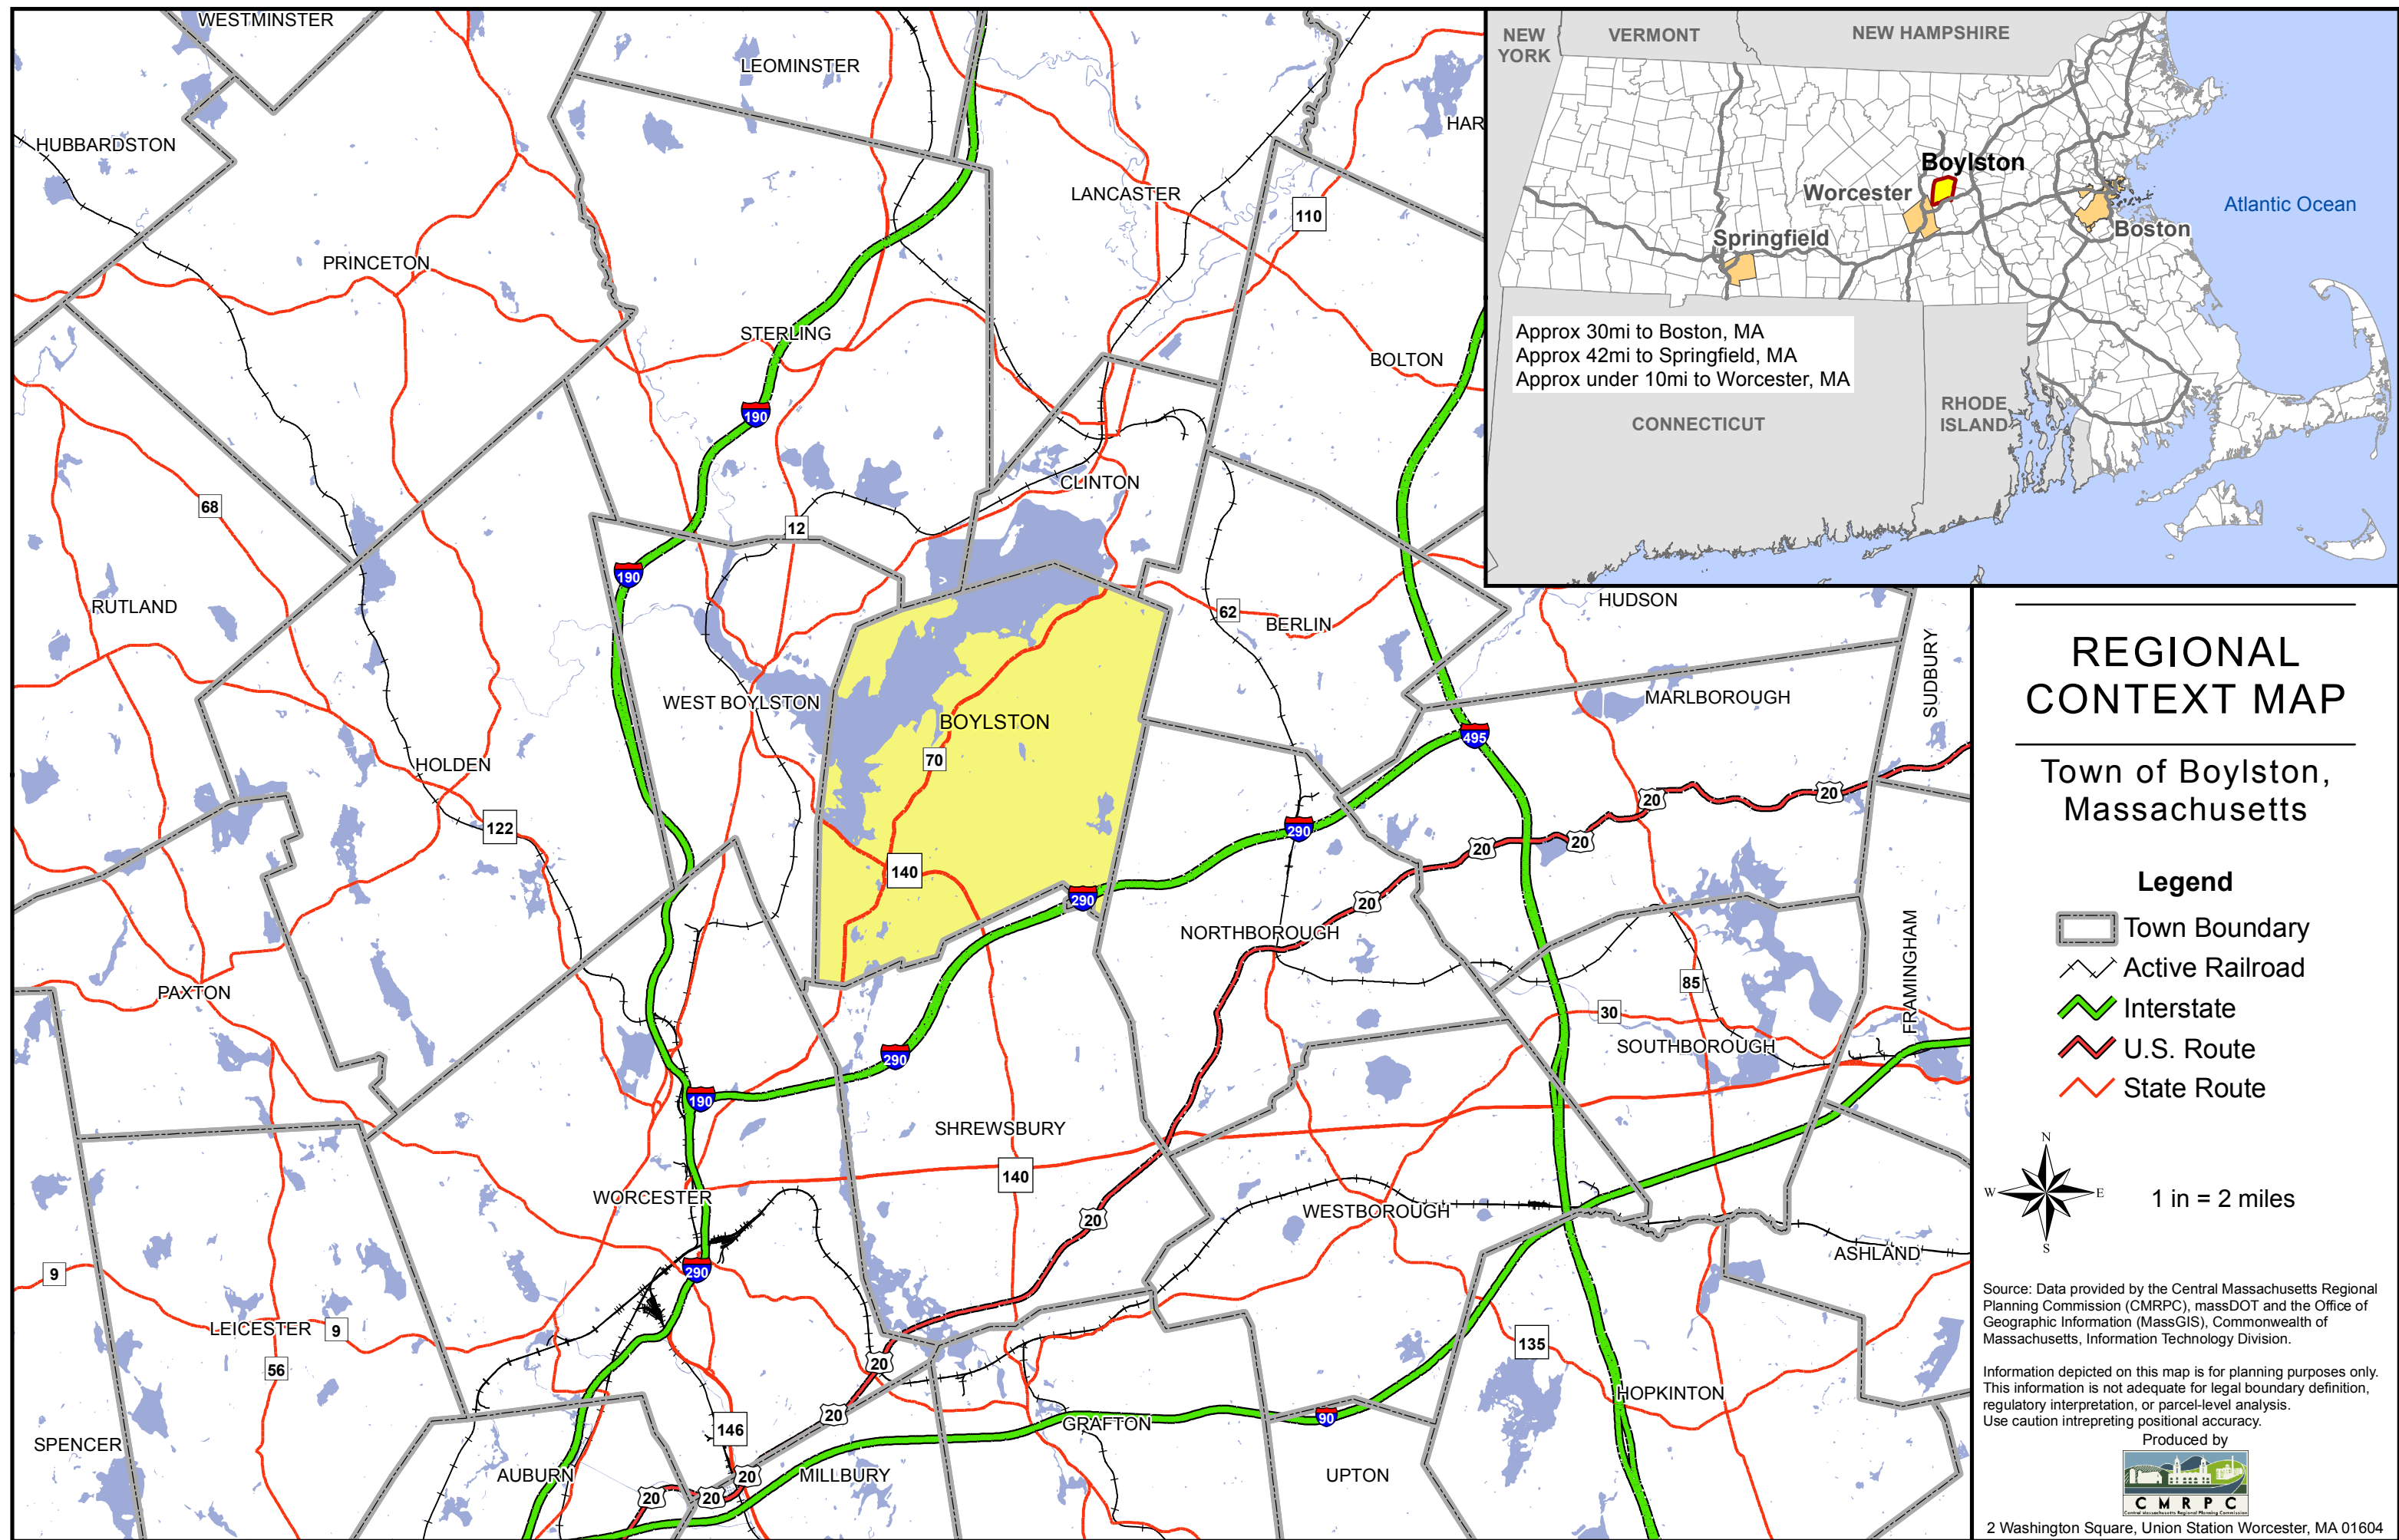 WESTMINSTER
LEOMINSTER
HUBBARDSTON
HAR
LANCASTER
110
PRINCETON
STERLING
BOLTON
190
CLINTON
68
12
190
RUTLAND
62
BERLIN
HUDSON
SUDBURY
WEST BOYLSTON
MARLBOROUGH
BOYLSTON
495
70
HOLDEN
20
20
122
290
20
20
140
290
20
NORTHBOROUGH
FRAMINGHAM
85
PAXTON
30
SOUTHBOROUGH
290
190
SHREWSBURY
140
WORCESTER
20
WESTBOROUGH
ASHLAND
9
290
LEICESTER
9
135
20
56
HOPKINTON
20
90
146
GRAFTON
SPENCER
AUBURN
20
MILLBURY
UPTON
20
20
NEW
YORK
VERMONT
NEW HAMPSHIRE
Boylston
Worcester
Atlantic Ocean
Springfield
Boston
Approx 30mi to Boston, MA
Approx 42mi to Springfield, MA
Approx under 10mi to Worcester, MA
CONNECTICUT
RHODE
ISLAND
REGIONAL
CONTEXT MAP
Town of Boylston,
Massachusetts
Legend
Town Boundary
Active Railroad
Interstate
U.S. Route
State Route
N
W
E
S
1 in = 2 miles
Source: Data provided by the Central Massachusetts Regional
Planning Commission (CMRPC), massDOT and the Office of
Geographic Information (MassGIS), Commonwealth of
Massachusetts, Information Technology Division.
Information depicted on this map is for planning purposes only.
This information is not adequate for legal boundary definition,
regulatory interpretation, or parcel-level analysis.
Use caution intrepreting positional accuracy.
Produced by
CMRPC
Central Massachusetts Regional Planning Commission
2 Washington Square, Union Station Worcester, MA 01604